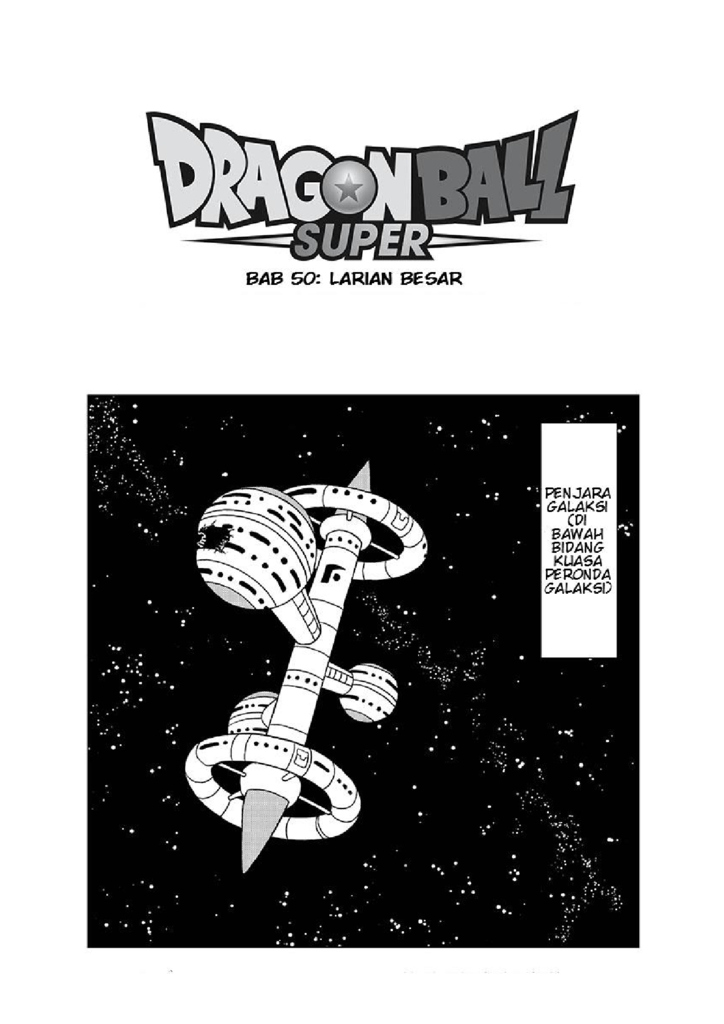 DRAGON BALL
SUPER
BAB 50: LARIAN BESAR
PENJARA
GALAKSI
(DI
BAWAH
BIDANG
KUASA
PERONDA
GALAKSI)